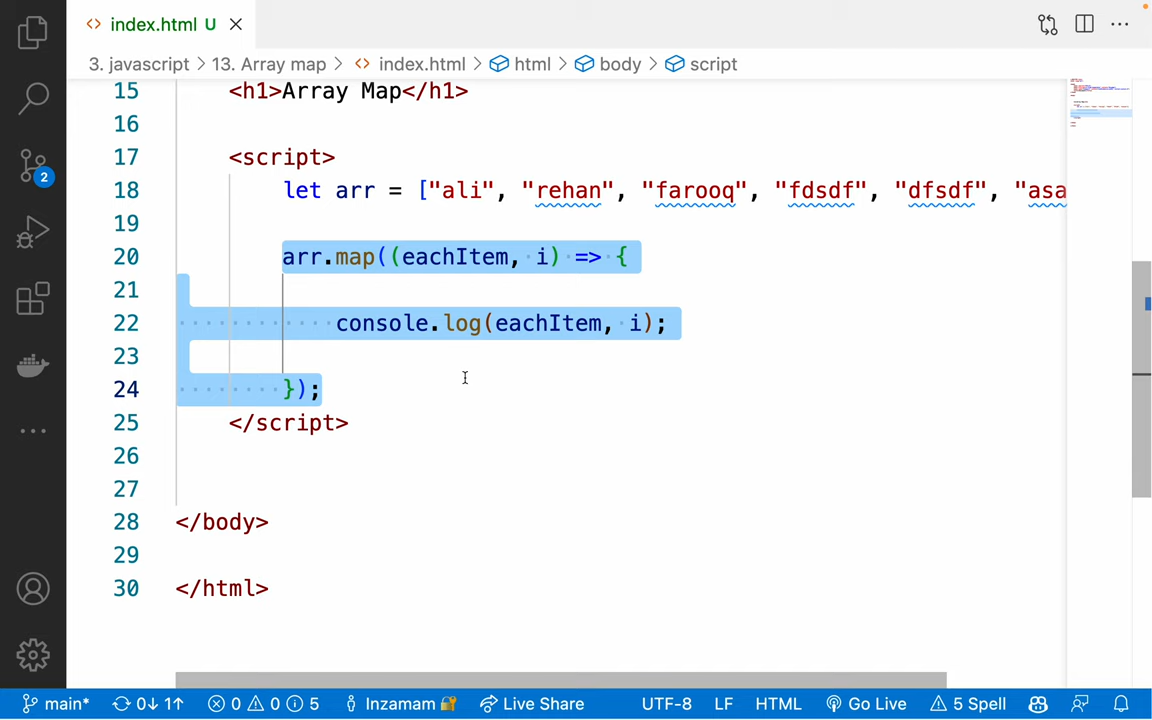 index.html U
3. javascript > 13. Array map > index.html > html > body > script
15 <h1>Array Map</h1>
16
17 <script>
18 let arr = ["ali", "rehan", "farooq", "fdsdf", "dfsdf", "asa
19
20 arr.map((eachItem, i) => {
21
22 console.log(eachItem, i);
23
24 });
25 </script>
26
27
28 </body>
29
30 </html>
2
main* 0↓ 1↑ 0 0 5 Inzamam Live Share UTF-8 LF HTML Go Live 5 Spell